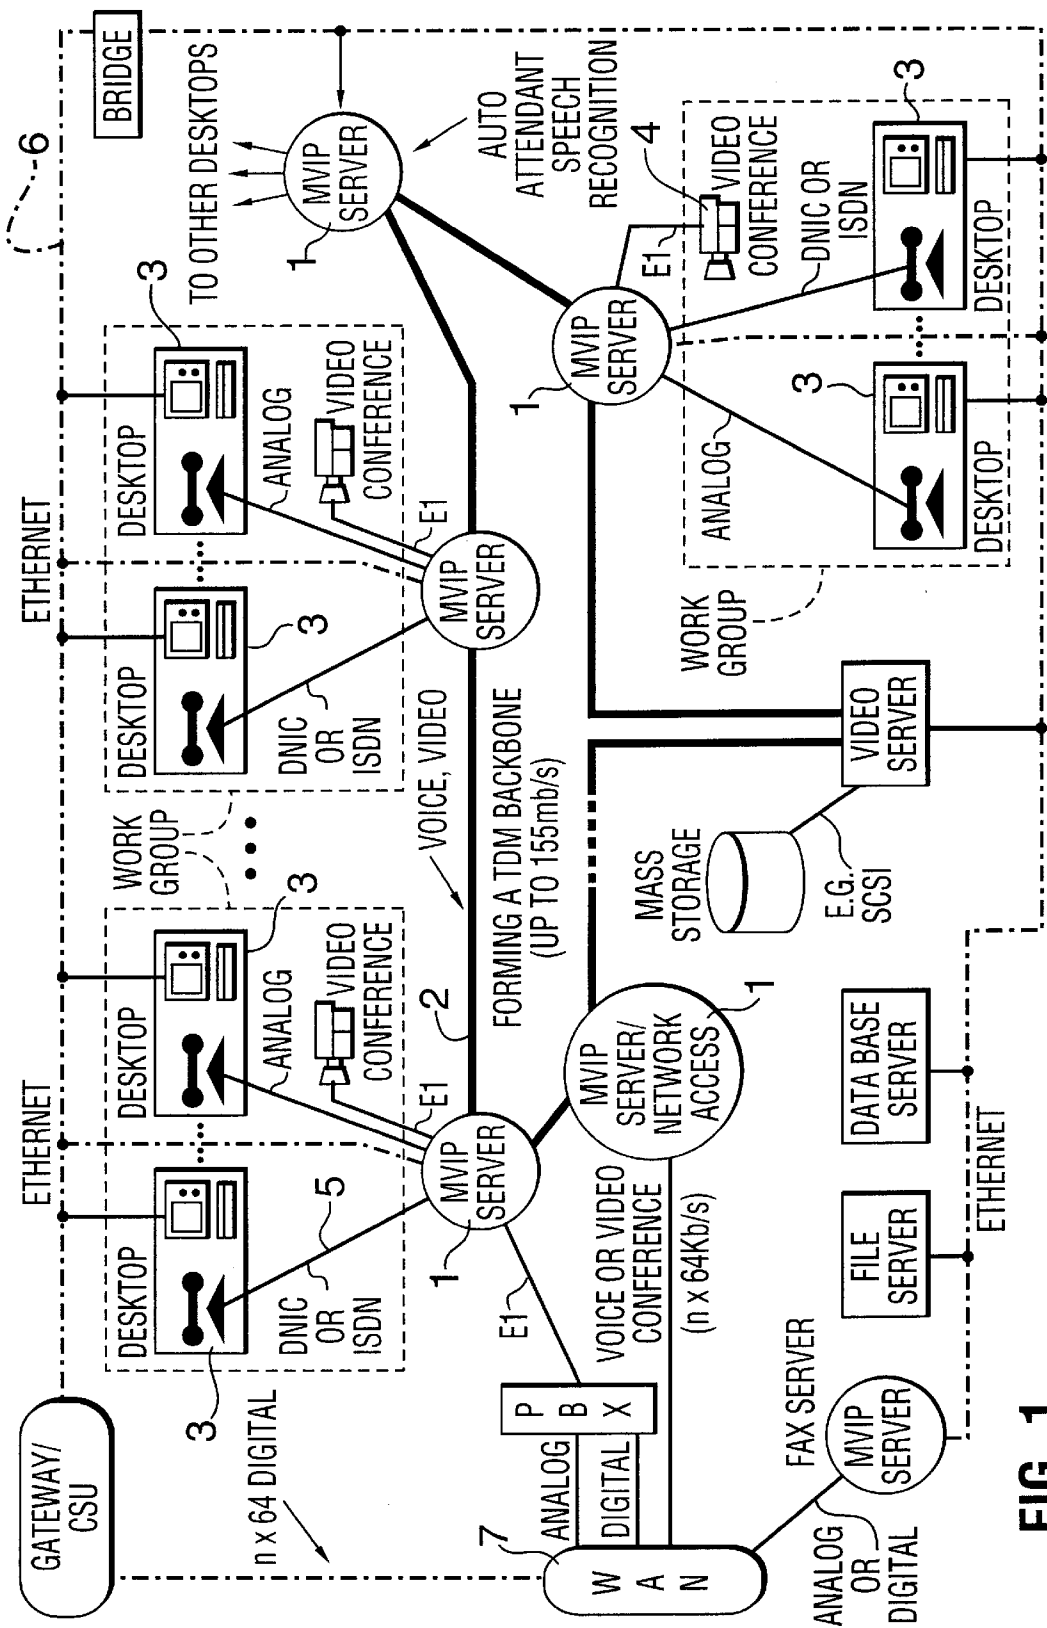 GATEWAY/
CSU
n x 64 DIGITAL
ETHERNET
ETHERNET
6
BRIDGE
DESKTOP
3
DESKTOP
3
DNIC
OR
ISDN
5
ANALOG
VIDEO
CONFERENCE
E1
WORK
GROUP
DESKTOP
3
DESKTOP
3
DNIC
OR
ISDN
ANALOG
VIDEO
CONFERENCE
E1
TO OTHER DESKTOPS
1
MVIP
SERVER
AUTO
ATTENDANT
SPEECH
RECOGNITION
MVIP
SERVER
1
2
VOICE, VIDEO
FORMING A TDM BACKBONE
(UP TO 155mb/s)
MVIP
SERVER
E1
P
B
X
ANALOG
DIGITAL
7
W
A
N
VOICE OR VIDEO
CONFERENCE
(n x 64Kb/s)
MVIP
SERVER/
NETWORK
ACCESS
1
MVIP
SERVER
1
E1
4
VIDEO
CONFERENCE
ANALOG
DNIC OR
ISDN
DESKTOP
3
DESKTOP
3
WORK
GROUP
MASS
STORAGE
E.G.
SCSI
VIDEO
SERVER
DATA BASE
SERVER
FILE
SERVER
ETHERNET
FAX SERVER
MVIP
SERVER
ANALOG
OR
DIGITAL
FIG. 1